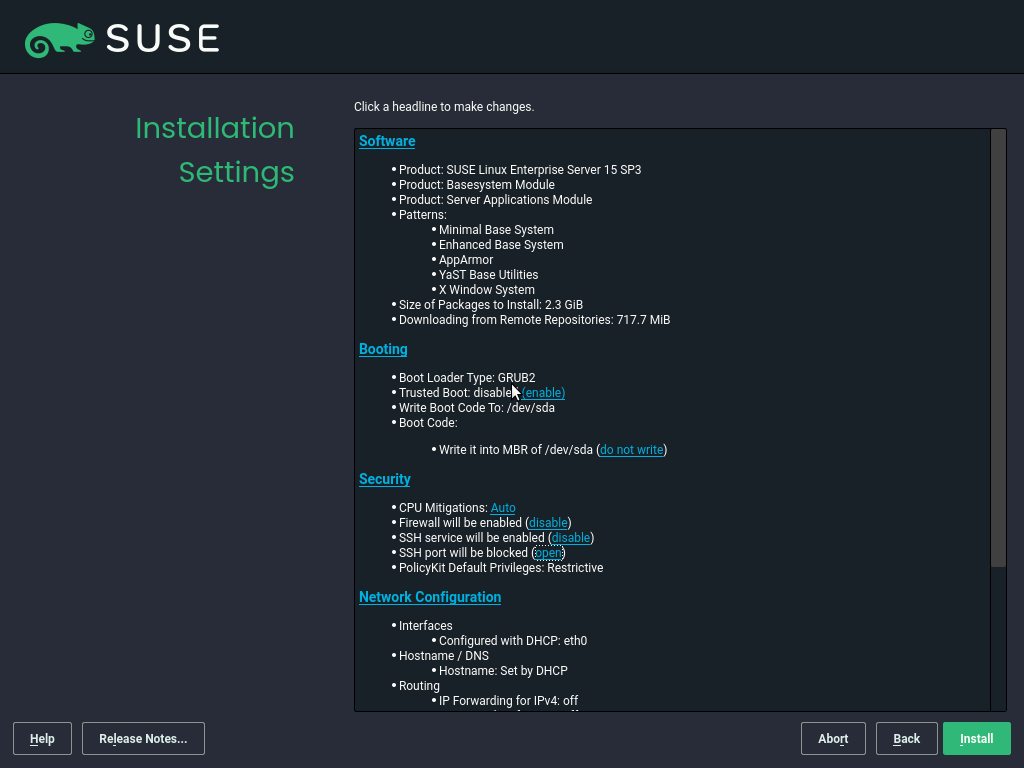 SUSE
Installation
Settings
Click a headline to make changes.
Software
Product: SUSE Linux Enterprise Server 15 SP3
Product: Basesystem Module
Product: Server Applications Module
Patterns:
Minimal Base System
Enhanced Base System
AppArmor
YaST Base Utilities
X Window System
Size of Packages to Install: 2.3 GiB
Downloading from Remote Repositories: 717.7 MiB
Booting
Boot Loader Type: GRUB2
Trusted Boot: disabled (enable)
Write Boot Code To: /dev/sda
Boot Code:
Write it into MBR of /dev/sda (do not write)
Security
CPU Mitigations: Auto
Firewall will be enabled (disable)
SSH service will be enabled (disable)
SSH port will be blocked (open)
PolicyKit Default Privileges: Restrictive
Network Configuration
Interfaces
Configured with DHCP: eth0
Hostname / DNS
Hostname: Set by DHCP
Routing
IP Forwarding for IPv4: off
Help
Release Notes...
Abort
Back
Install